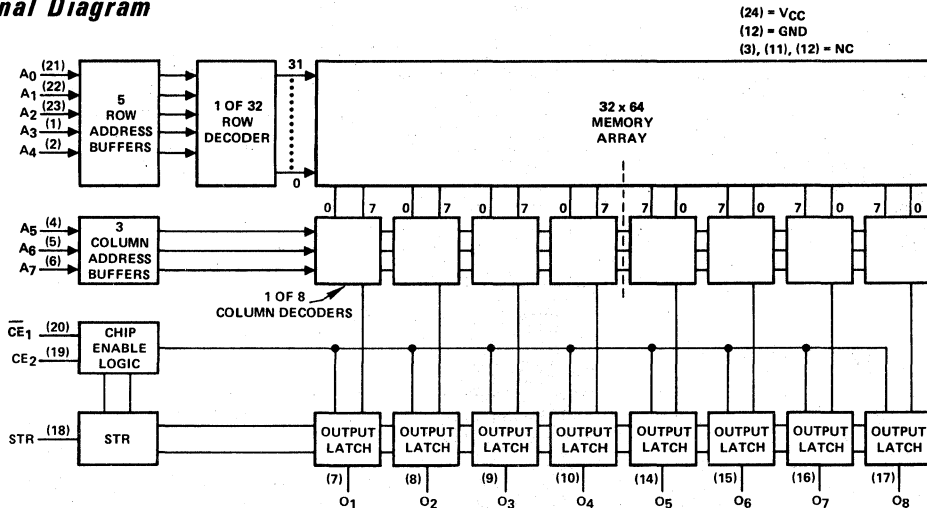 nal Diagram
(24) = VCC
(12) = GND
(3), (11), (12) = NC
A0 (21)
A1 (22)
A2 (23)
A3 (1)
A4 (2)
5
ROW
ADDRESS
BUFFERS
1 OF 32
ROW
DECODER
31
0
32 x 64
MEMORY
ARRAY
0 7 0 7 0 7 0 7 7 0 7 0 7 0 7 0
A5 (4)
A6 (5)
A7 (6)
3
COLUMN
ADDRESS
BUFFERS
1 OF 8
COLUMN DECODERS
CE1 (20)
CE2 (19)
CHIP
ENABLE
LOGIC
STR (18)
STR
OUTPUT LATCH
OUTPUT LATCH
OUTPUT LATCH
OUTPUT LATCH
OUTPUT LATCH
OUTPUT LATCH
OUTPUT LATCH
OUTPUT LATCH
(7) (8) (9) (10) (14) (15) (16) (17)
O1 O2 O3 O4 O5 O6 O7 O8